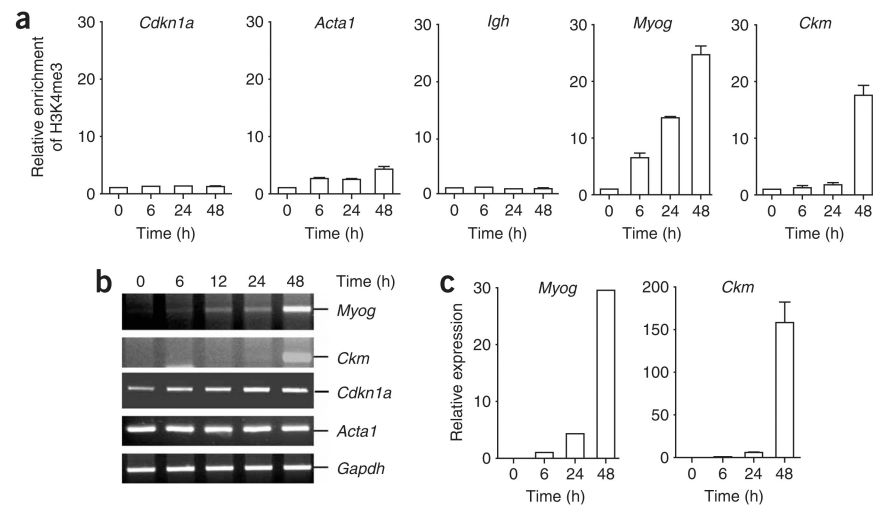 a
Cdkn1a Acta1 Igh Myog Ckm
Relative enrichment
of H3K4me3
30 30 30 30 30
20 20 20 20 20
10 10 10 10 10
0 0 0 0 0
0 6 24 48 0 6 24 48 0 6 24 48 0 6 24 48 0 6 24 48
Time (h) Time (h) Time (h) Time (h) Time (h)
b
0 6 12 24 48 Time (h)
Myog
Ckm
Cdkn1a
Acta1
Gapdh
c
Myog Ckm
Relative expression
30 200
20 150
10 100
0 50
0
0 6 24 48 0 6 24 48
Time (h) Time (h)